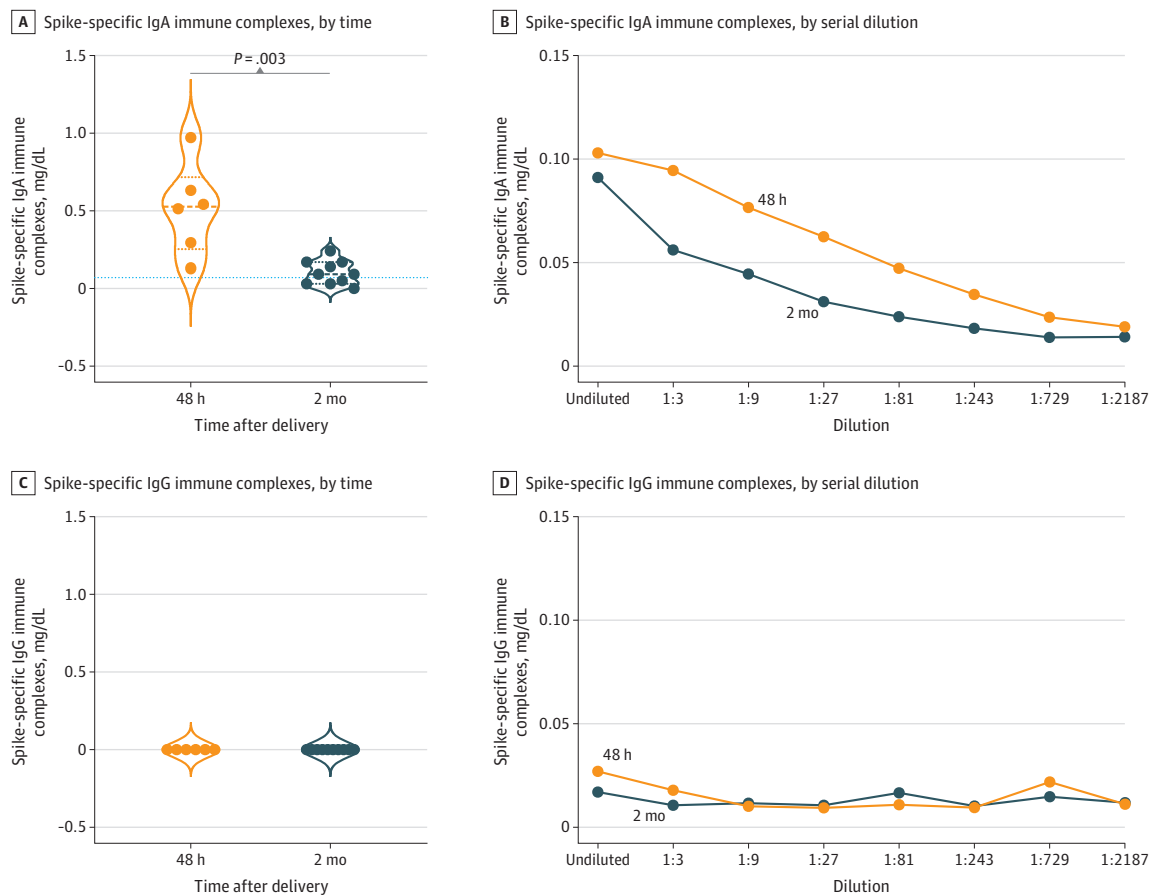 A Spike-specific IgA immune complexes, by time
1.5
1.0
0.5
0
-0.5
Spike-specific IgA immune
complexes, mg/dL
P = .003
48 h
2 mo
Time after delivery
B Spike-specific IgA immune complexes, by serial dilution
0.15
0.10
0.05
0
Spike-specific IgA immune
complexes, mg/dL
48 h
2 mo
Undiluted 1:3 1:9 1:27 1:81 1:243 1:729 1:2187
Dilution
C Spike-specific IgG immune complexes, by time
1.5
1.0
0.5
0
-0.5
Spike-specific IgG immune
complexes, mg/dL
48 h
2 mo
Time after delivery
D Spike-specific IgG immune complexes, by serial dilution
0.15
0.10
0.05
0
Spike-specific IgG immune
complexes, mg/dL
48 h
2 mo
Undiluted 1:3 1:9 1:27 1:81 1:243 1:729 1:2187
Dilution